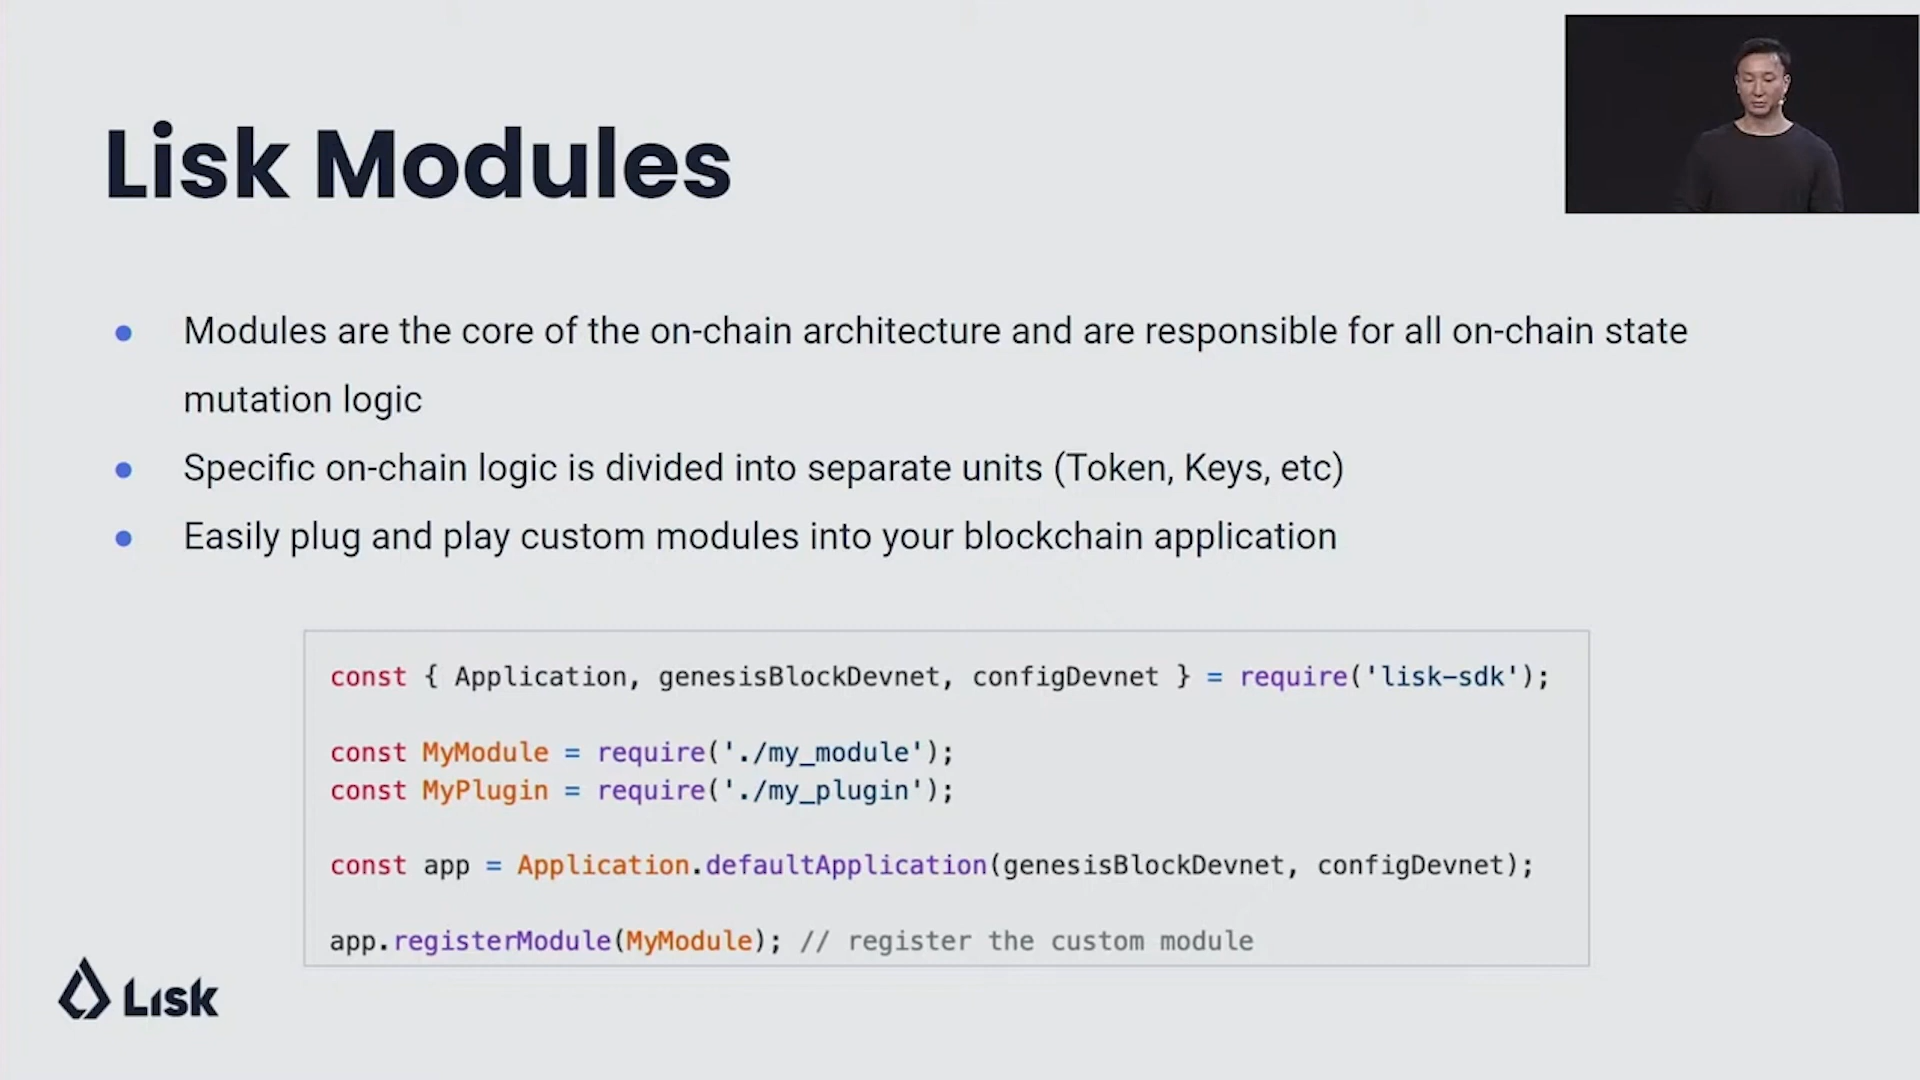 Lisk Modules
● Modules are the core of the on-chain architecture and are responsible for all on-chain state
mutation logic
● Specific on-chain logic is divided into separate units (Token, Keys, etc)
● Easily plug and play custom modules into your blockchain application
const { Application, genesisBlockDevnet, configDevnet } = require('lisk-sdk');
const MyModule = require('./my_module');
const MyPlugin = require('./my_plugin');
const app = Application.defaultApplication(genesisBlockDevnet, configDevnet);
app.registerModule(MyModule); // register the custom module
Lisk